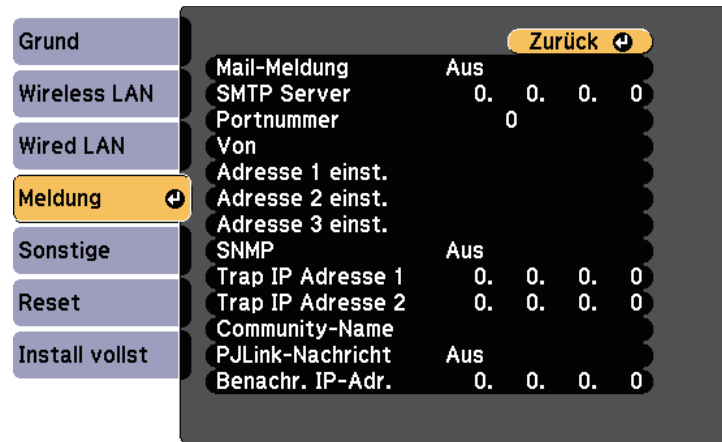 Grund
Wireless LAN
Wired LAN
Meldung
Sonstige
Reset
Install vollst
Zurück
Mail-Meldung Aus
SMTP Server 0. 0. 0. 0
Portnummer 0
Von
Adresse 1 einst.
Adresse 2 einst.
Adresse 3 einst.
SNMP Aus
Trap IP Adresse 1 0. 0. 0. 0
Trap IP Adresse 2 0. 0. 0. 0
Community-Name
PJLink-Nachricht Aus
Benachr. IP-Adr. 0. 0. 0. 0